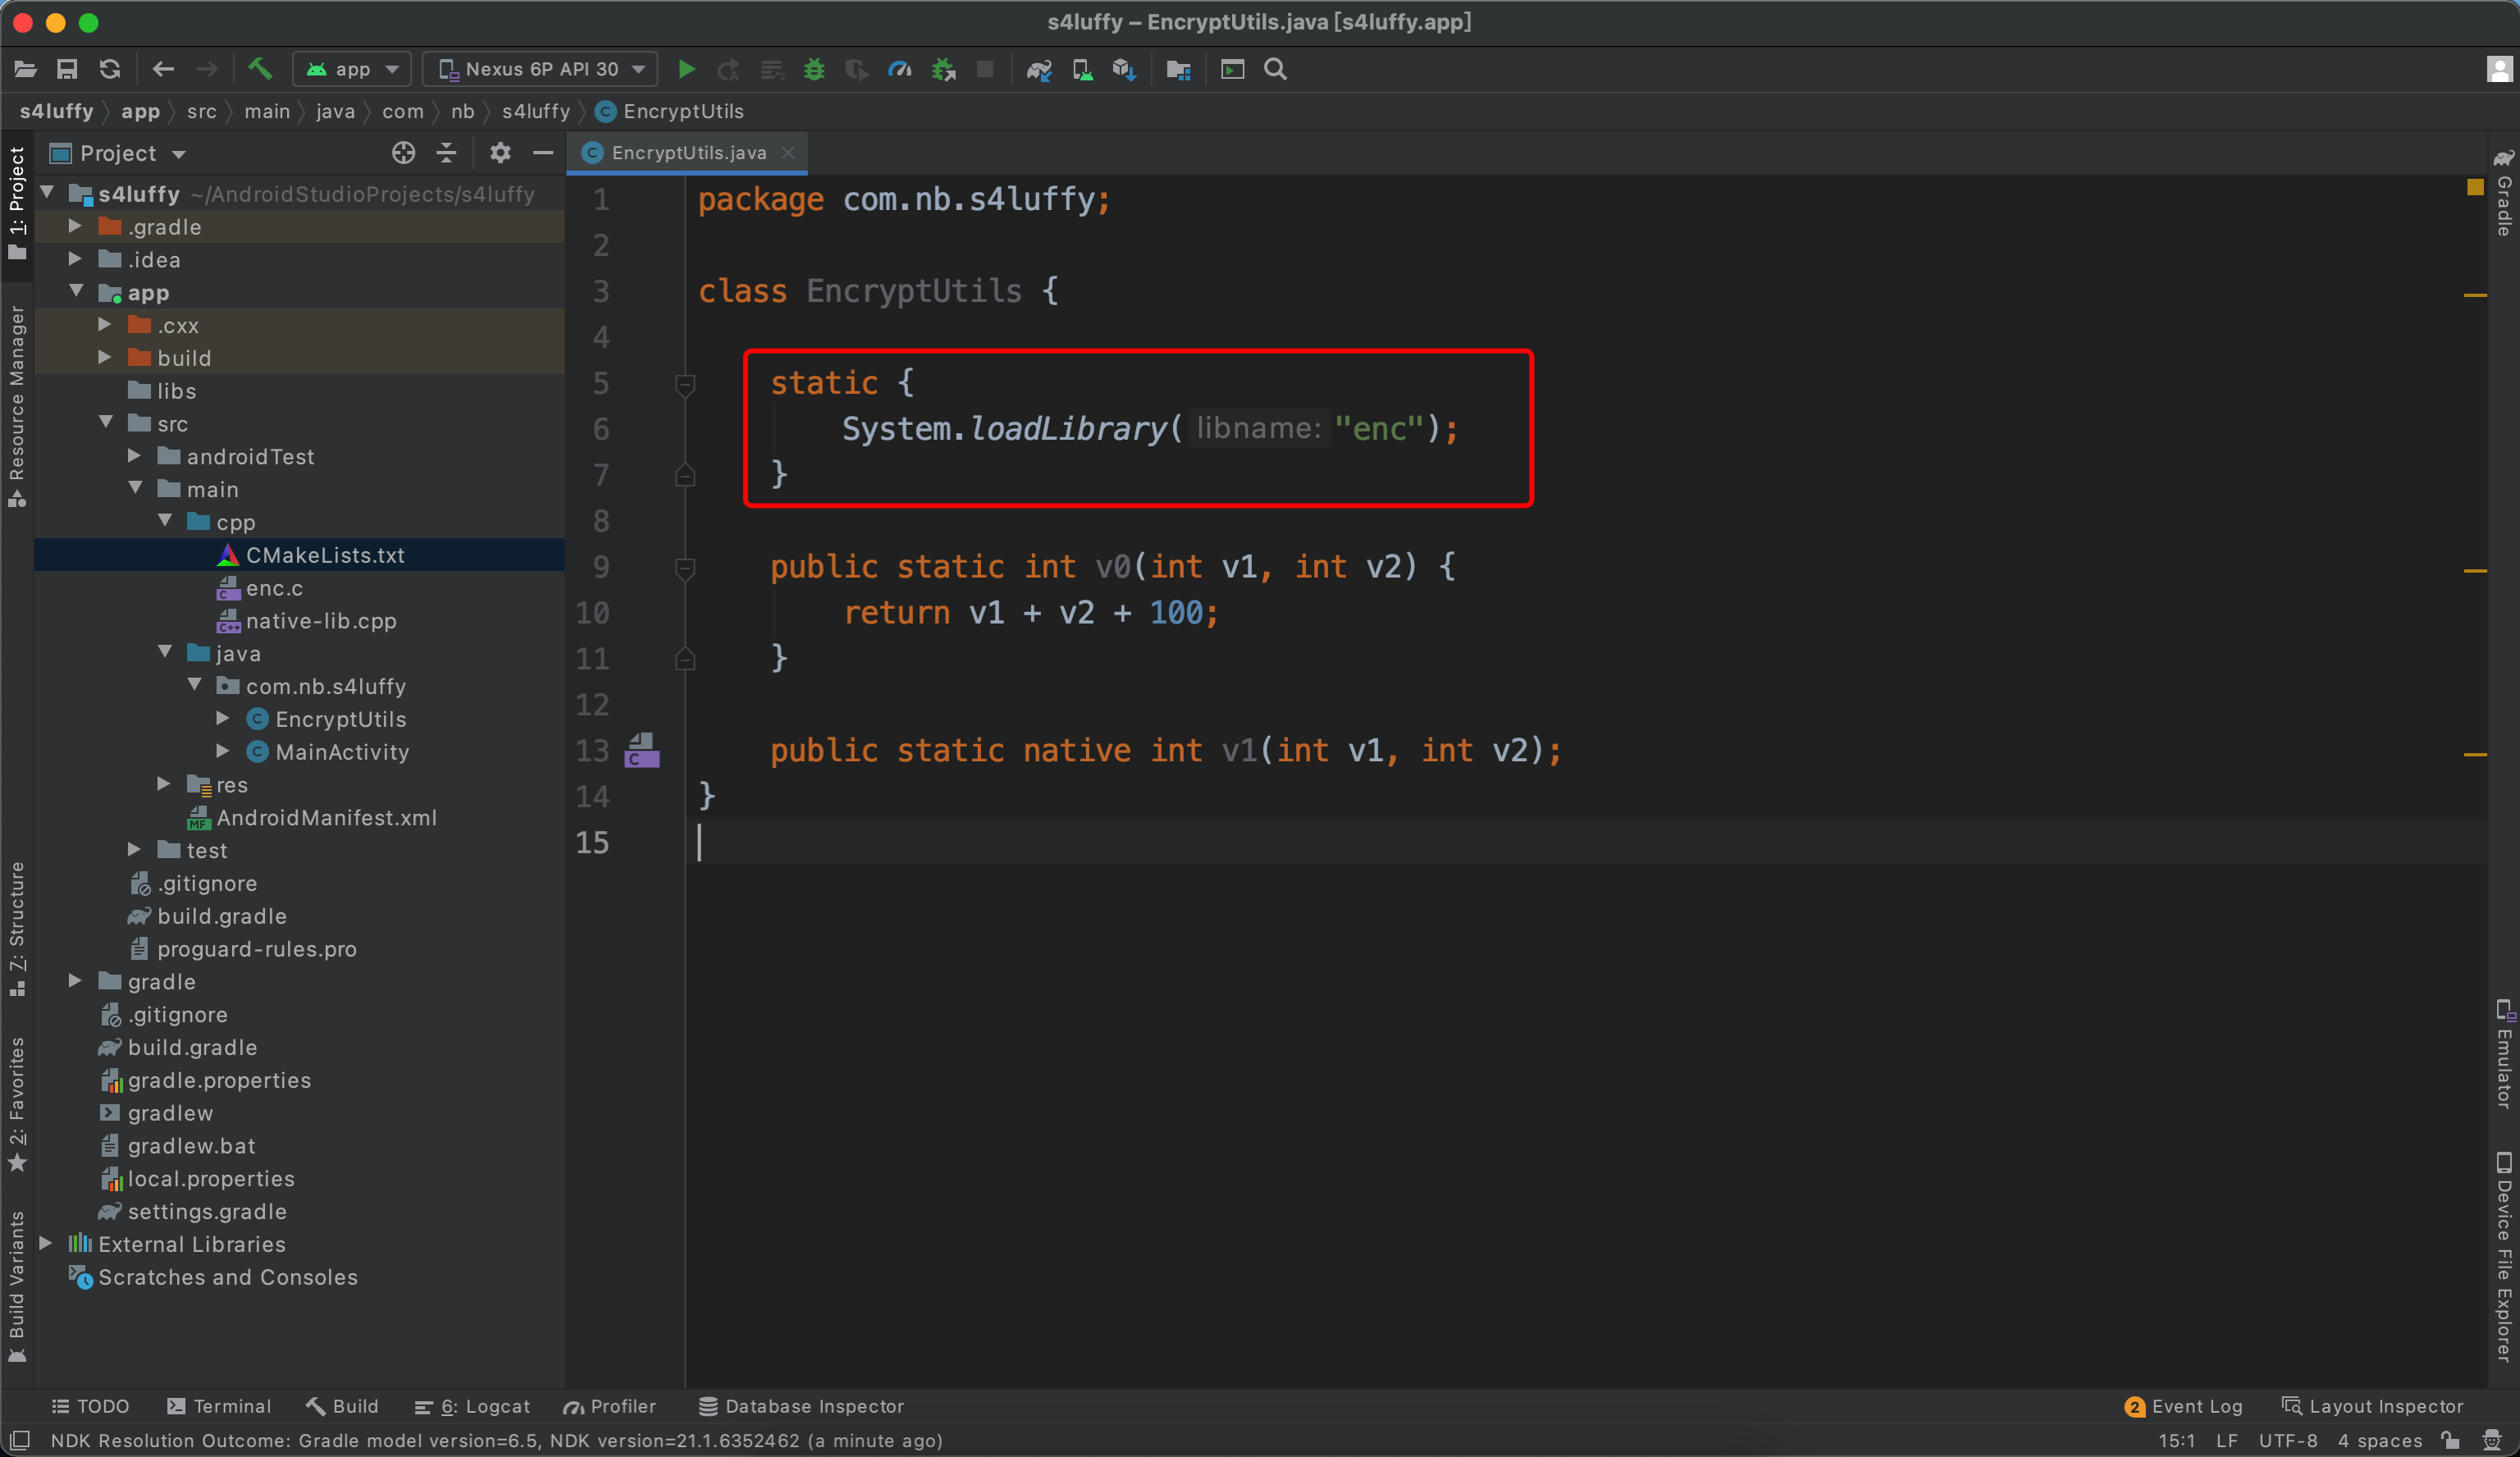 s4luffy – EncryptUtils.java [s4luffy.app]
app
Nexus 6P API 30
s4luffy
app
src
main
java
com
nb
s4luffy
EncryptUtils
Project
EncryptUtils.java
s4luffy ~/AndroidStudioProjects/s4luffy
.gradle
.idea
app
.cxx
build
libs
src
androidTest
main
cpp
CMakeLists.txt
enc.c
native-lib.cpp
java
com.nb.s4luffy
EncryptUtils
MainActivity
res
AndroidManifest.xml
test
.gitignore
build.gradle
proguard-rules.pro
gradle
.gitignore
build.gradle
gradle.properties
gradlew
gradlew.bat
local.properties
settings.gradle
External Libraries
Scratches and Consoles
1 package com.nb.s4luffy;
2
3 class EncryptUtils {
4
5 static {
6 System.loadLibrary( libname: "enc");
7 }
8
9 public static int v0(int v1, int v2) {
10 return v1 + v2 + 100;
11 }
12
13 public static native int v1(int v1, int v2);
14 }
15
1: Project
Resource Manager
7: Structure
2: Favorites
Build Variants
Gradle
Emulator
Device File Explorer
TODO
Terminal
Build
6: Logcat
Profiler
Database Inspector
2 Event Log
Layout Inspector
NDK Resolution Outcome: Gradle model version=6.5, NDK version=21.1.6352462 (a minute ago)
15:1 LF UTF-8 4 spaces